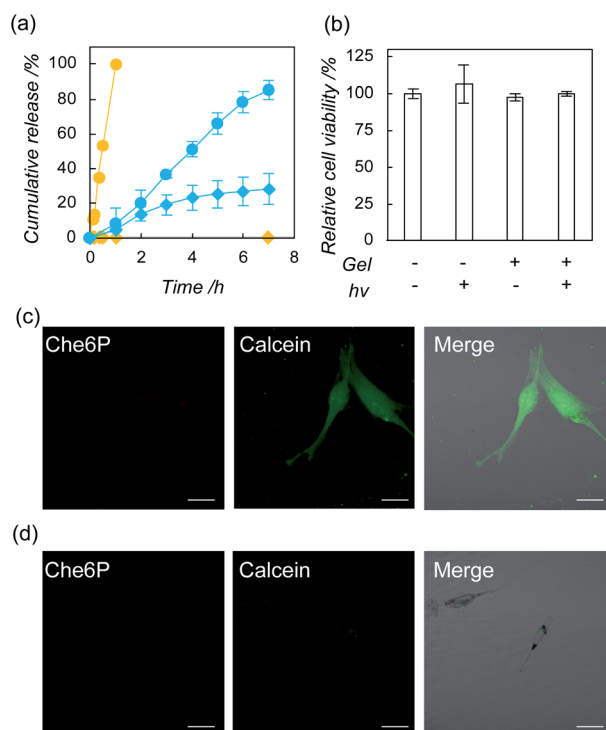 (a)
Cumulative release /%
100
80
60
40
20
0
0 2 4 6 8
Time /h
(b)
Relative cell viability /%
125
100
75
50
25
0
Gel - - + +
hv - + - +
(c)
Che6P Calcein Merge
(d)
Che6P Calcein Merge